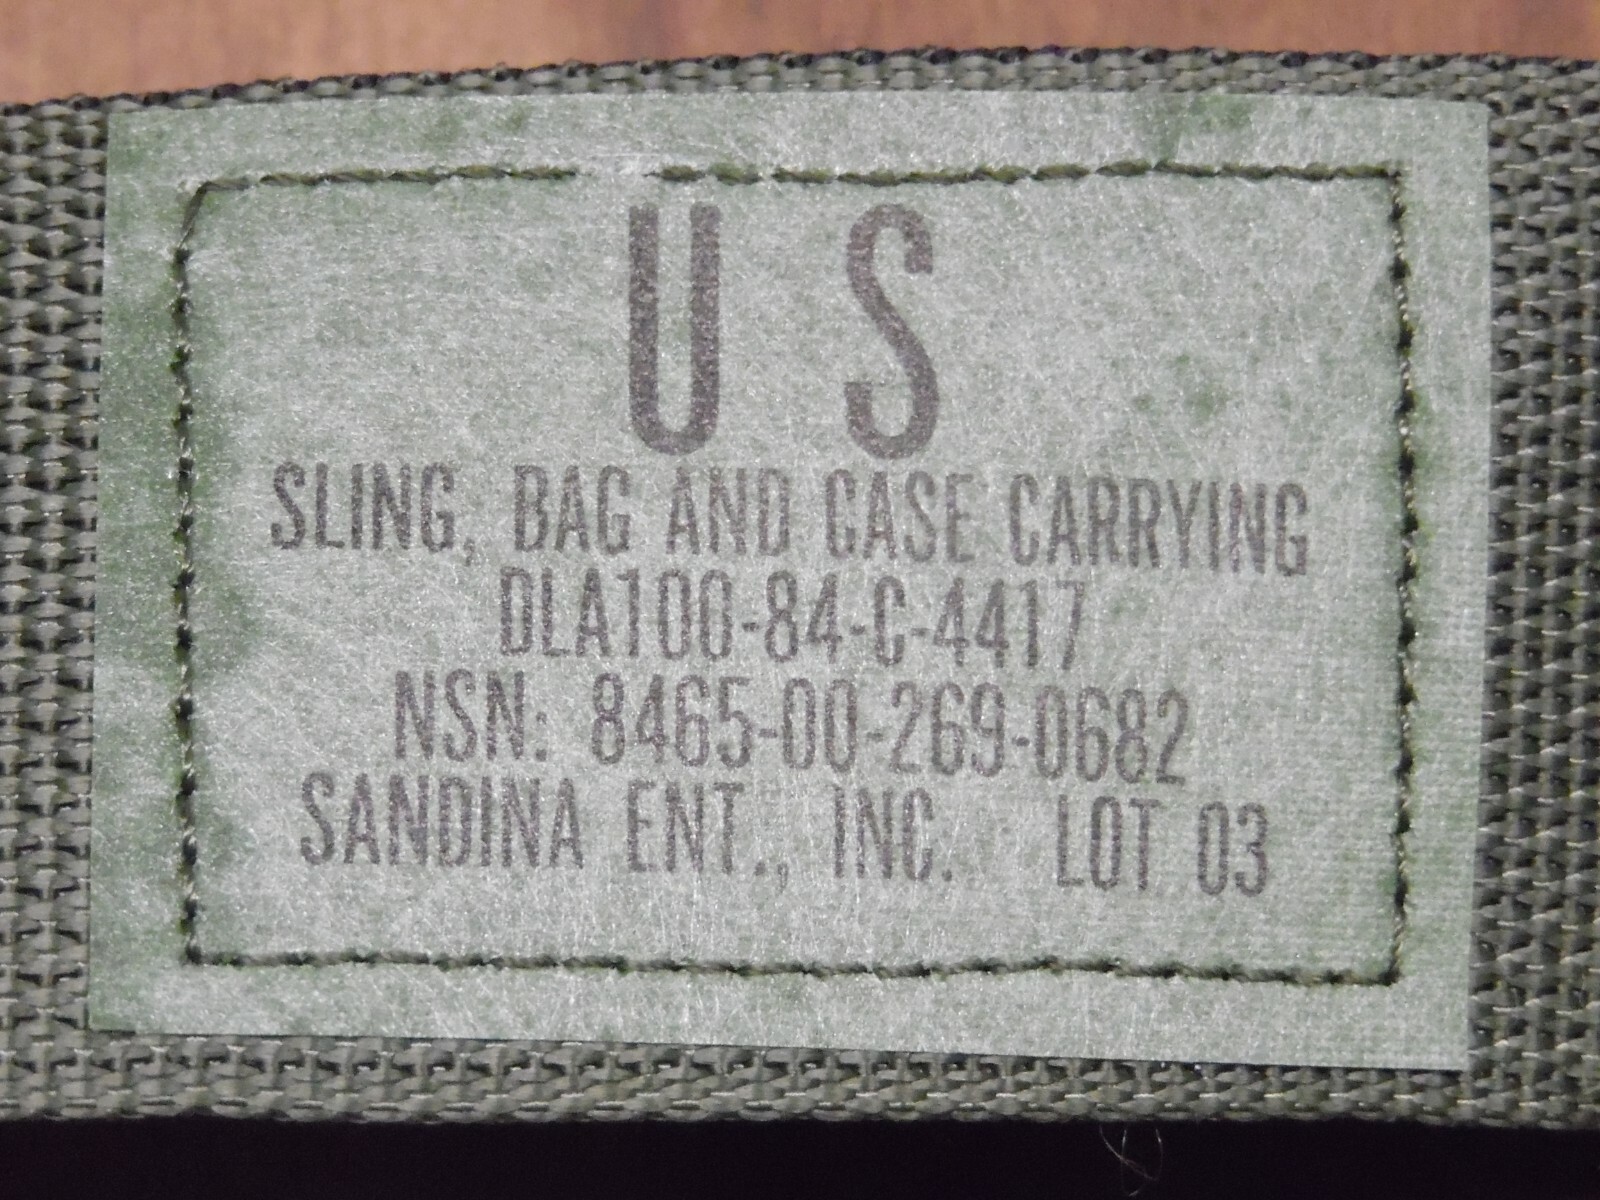 U S
SLING, BAG AND CASE CARRYING
DLA100-84-C-4417
NSN: 8465-00-269-0682
SANDINA ENT., INC. LOT 03